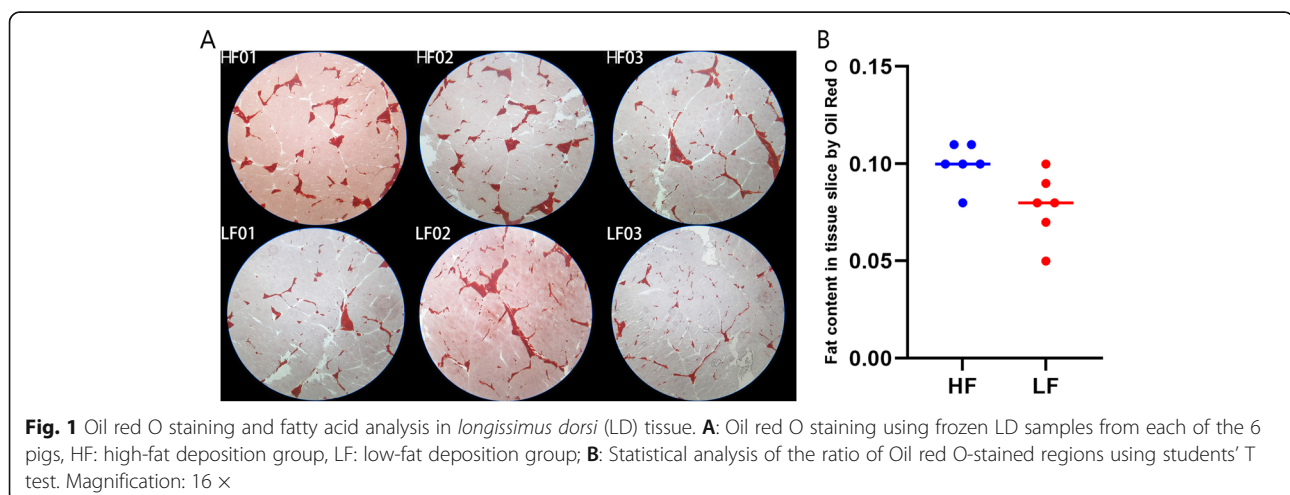 A
B
HF01
HF02
HF03
LF01
LF02
LF03
Fat content in tissue slice by Oil Red O
0.15
0.10
0.05
0.00
HF
LF
Fig. 1 Oil red O staining and fatty acid analysis in longissimus dorsi (LD) tissue. A: Oil red O staining using frozen LD samples from each of the 6
pigs, HF: high-fat deposition group, LF: low-fat deposition group; B: Statistical analysis of the ratio of Oil red O-stained regions using students' T
test. Magnification: 16 ×